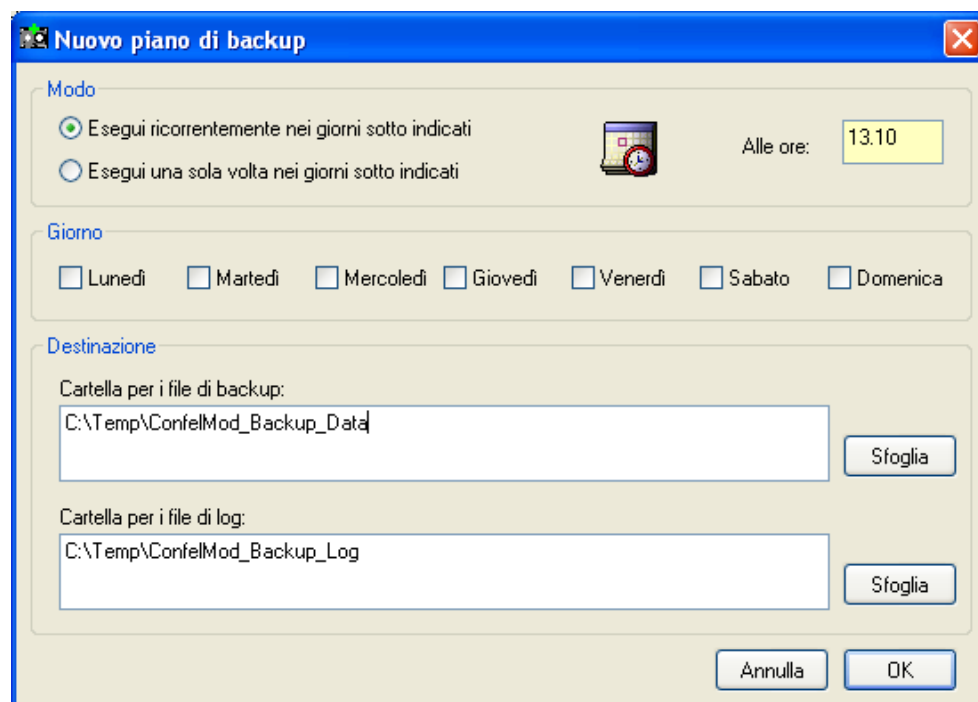 Nuovo piano di backup
Modo
Esegui ricorrentemente nei giorni sotto indicati
Esegui una sola volta nei giorni sotto indicati
Alle ore:
13.10
Giorno
Lunedì Martedì Mercoledì Giovedì Venerdì Sabato Domenica
Destinazione
Cartella per i file di backup:
C:\Temp\ConfelMod_Backup_Data
Sfoglia
Cartella per i file di log:
C:\Temp\ConfelMod_Backup_Log
Sfoglia
Annulla OK